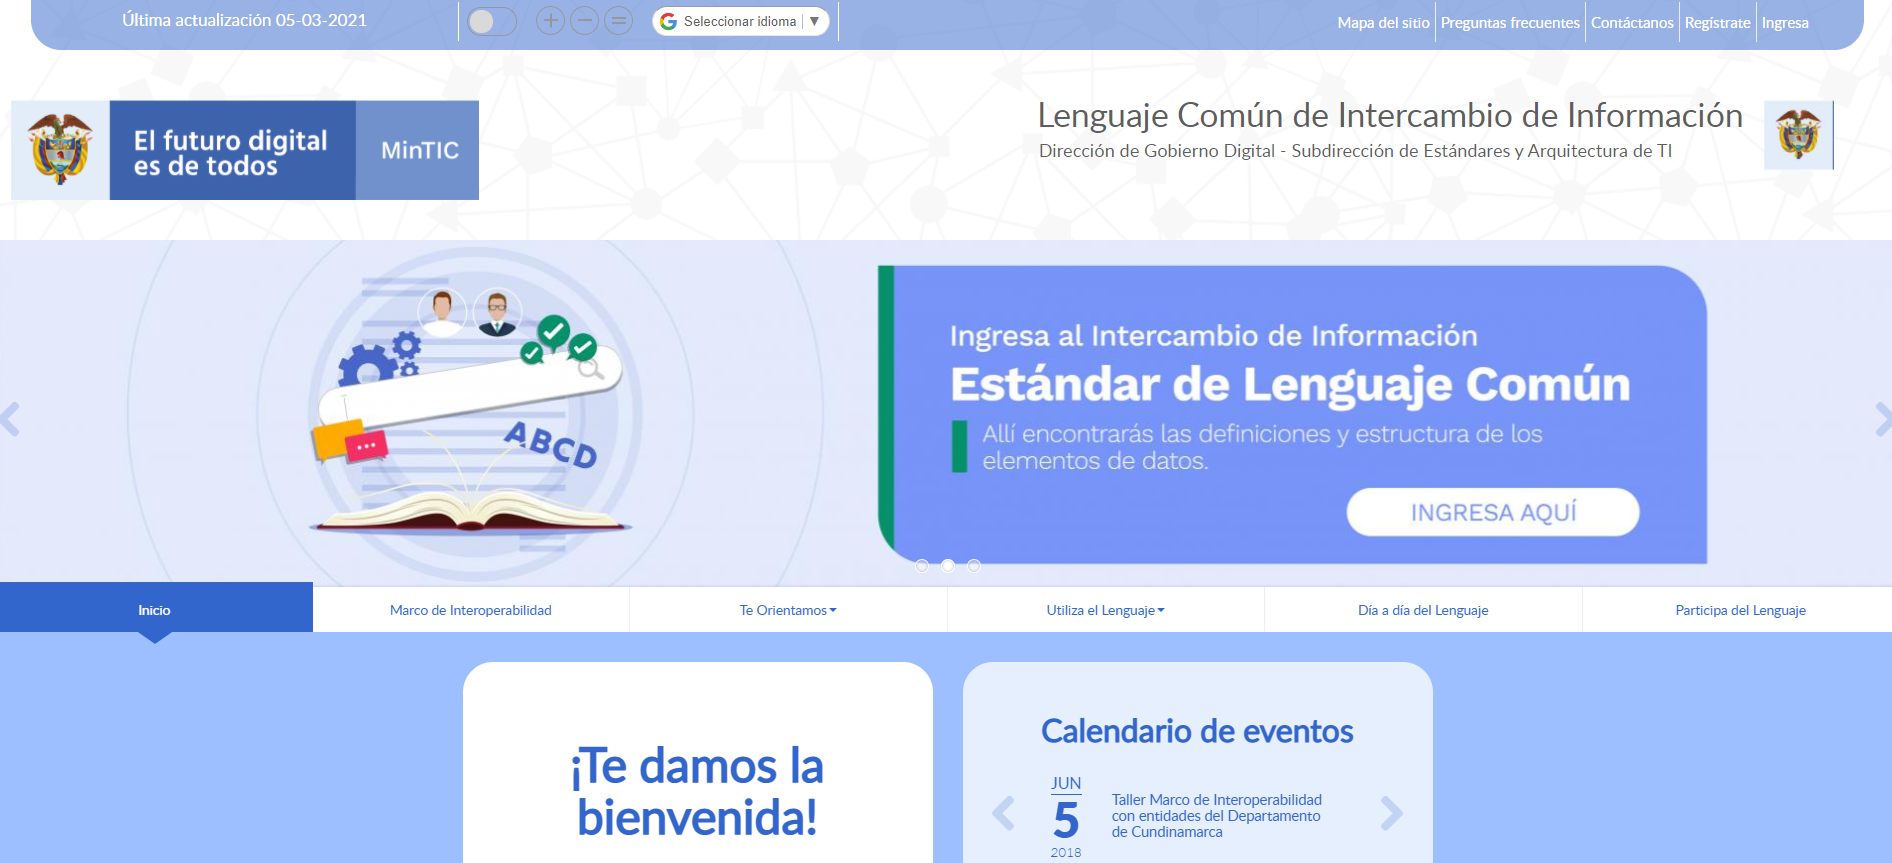 Última actualización 05-03-2021
Seleccionar idioma ▼
Mapa del sitio
Preguntas frecuentes
Contáctanos
Regístrate
Ingresa
El futuro digital
es de todos
MinTIC
Lenguaje Común de Intercambio de Información
Dirección de Gobierno Digital - Subdirección de Estándares y Arquitectura de TI
ABCD
Ingresa al Intercambio de Información
Estándar de Lenguaje Común
Allí encontrarás las definiciones y estructura de los
elementos de datos.
INGRESA AQUÍ
Inicio
Marco de Interoperabilidad
Te Orientamos
Utiliza el Lenguaje
Día a día del Lenguaje
Participa del Lenguaje
¡Te damos la
bienvenida!
Calendario de eventos
JUN
5
2018
Taller Marco de Interoperabilidad
con entidades del Departamento
de Cundinamarca